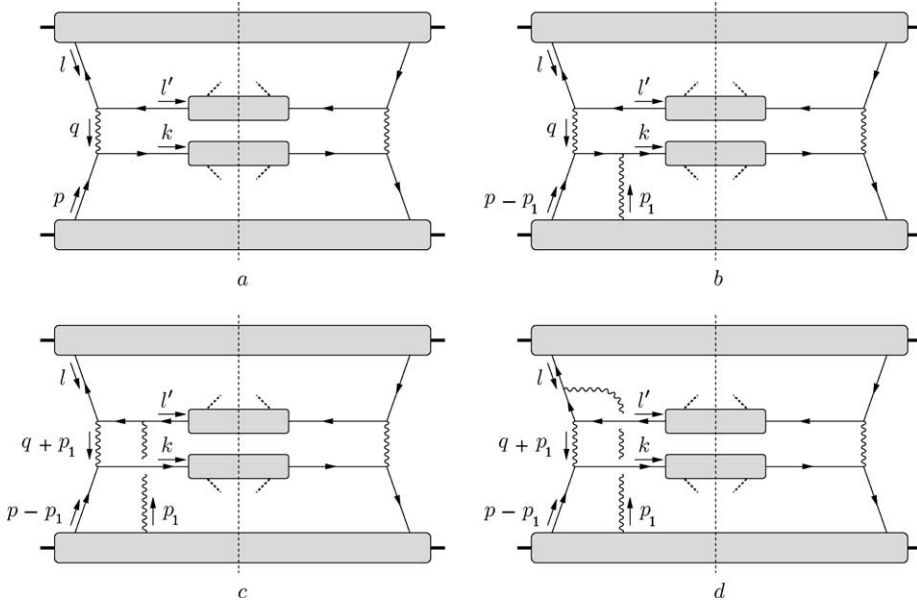 l l
l′ l′
q k q k
p p − p₁ p₁
a b
l l
l′ l′
q + p₁ k q + p₁ k
p − p₁ p₁ p − p₁ p₁
c d